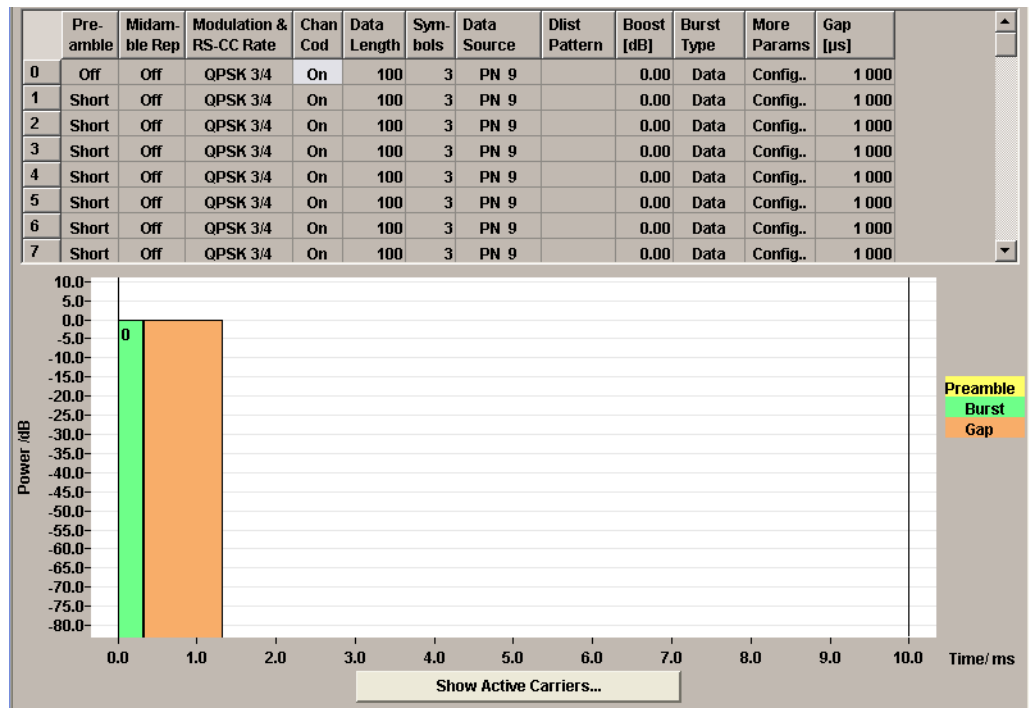 Pre-amble Midam-ble Rep Modulation & RS-CC Rate Chan Cod Data Length Sym-bols Data Source Dlist Pattern Boost [dB] Burst Type More Params Gap [µs]
0 Off Off QPSK 3/4 On 100 3 PN 9 0.00 Data Config.. 1 000
1 Short Off QPSK 3/4 On 100 3 PN 9 0.00 Data Config.. 1 000
2 Short Off QPSK 3/4 On 100 3 PN 9 0.00 Data Config.. 1 000
3 Short Off QPSK 3/4 On 100 3 PN 9 0.00 Data Config.. 1 000
4 Short Off QPSK 3/4 On 100 3 PN 9 0.00 Data Config.. 1 000
5 Short Off QPSK 3/4 On 100 3 PN 9 0.00 Data Config.. 1 000
6 Short Off QPSK 3/4 On 100 3 PN 9 0.00 Data Config.. 1 000
7 Short Off QPSK 3/4 On 100 3 PN 9 0.00 Data Config.. 1 000
10.0
5.0
0.0
-5.0
-10.0
-15.0
-20.0
-25.0
-30.0
-35.0
-40.0
-45.0
-50.0
-55.0
-60.0
-65.0
-70.0
-75.0
-80.0
Power /dB
0
Preamble
Burst
Gap
0.0 1.0 2.0 3.0 4.0 5.0 6.0 7.0 8.0 9.0 10.0 Time/ ms
Show Active Carriers...